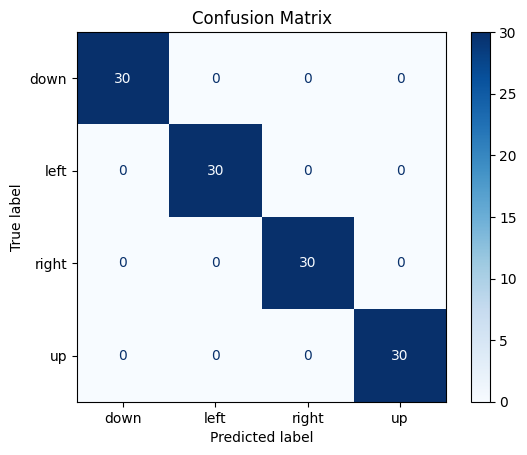 Confusion Matrix
True label
down
30 0 0 0
left
0 30 0 0
right
0 0 30 0
up
0 0 0 30
down left right up
Predicted label
30
25
20
15
10
5
0